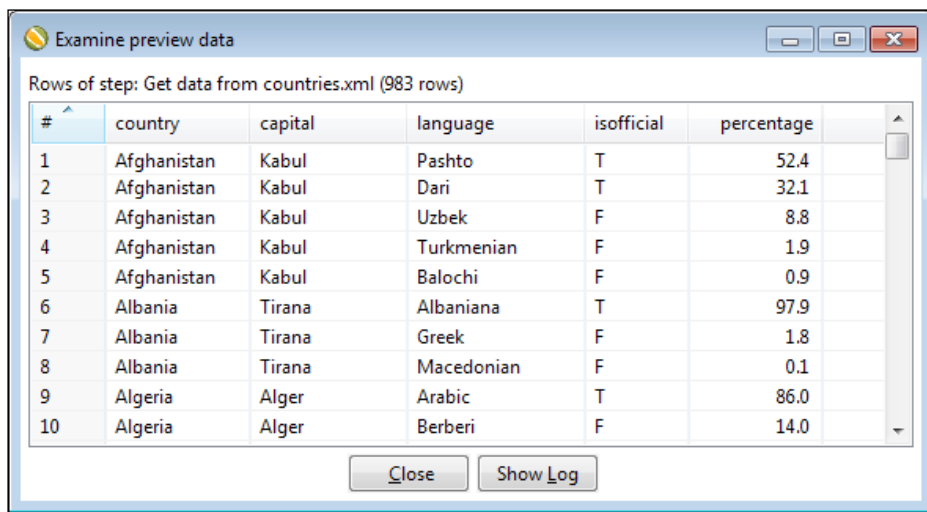 Examine preview data
Rows of step: Get data from countries.xml (983 rows)
# country capital language isofficial percentage
1 Afghanistan Kabul Pashto T 52.4
2 Afghanistan Kabul Dari T 32.1
3 Afghanistan Kabul Uzbek F 8.8
4 Afghanistan Kabul Turkmenian F 1.9
5 Afghanistan Kabul Balochi F 0.9
6 Albania Tirana Albaniana T 97.9
7 Albania Tirana Greek F 1.8
8 Albania Tirana Macedonian F 0.1
9 Algeria Alger Arabic T 86.0
10 Algeria Alger Berberi F 14.0
Close Show Log